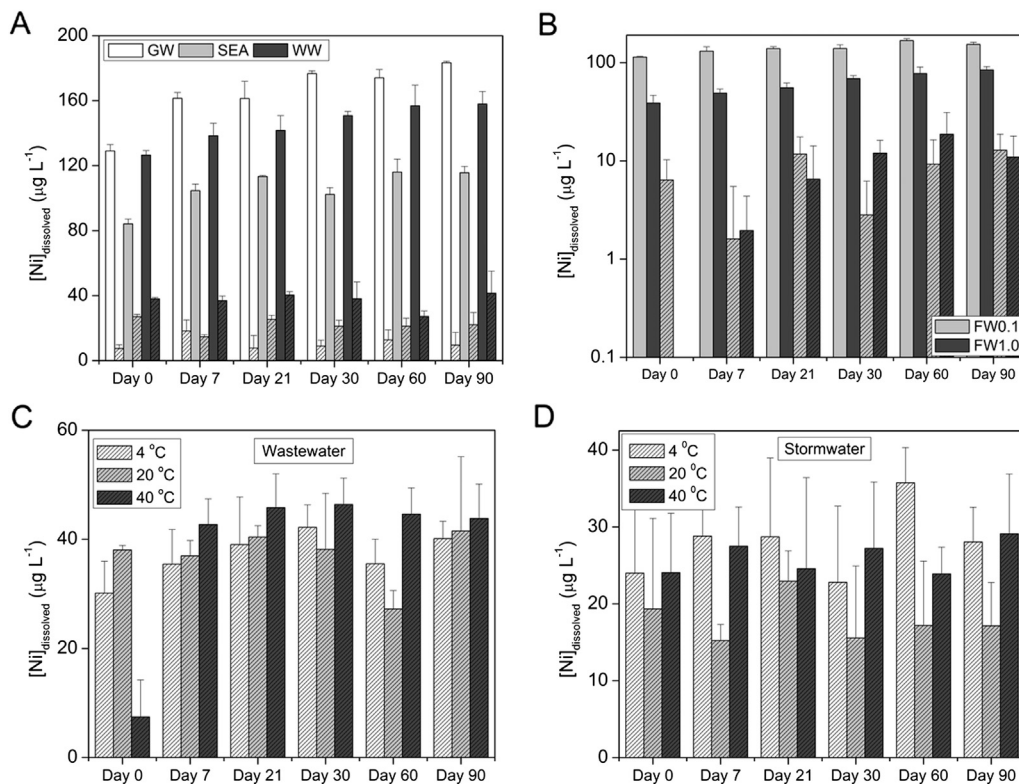 A
GW SEA WW
[Ni]dissolved (µg L-1)
200
160
120
80
40
0
Day 0 Day 7 Day 21 Day 30 Day 60 Day 90
B
[Ni]dissolved (µg L-1)
100
10
1
0.1
FW0.1
FW1.0
Day 0 Day 7 Day 21 Day 30 Day 60 Day 90
C
4 °C
20 °C
40 °C
Wastewater
[Ni]dissolved (µg L-1)
60
40
20
0
Day 0 Day 7 Day 21 Day 30 Day 60 Day 90
D
4 °C
20 °C
40 °C
Stormwater
[Ni]dissolved (µg L-1)
40
30
20
10
0
Day 0 Day 7 Day 21 Day 30 Day 60 Day 90